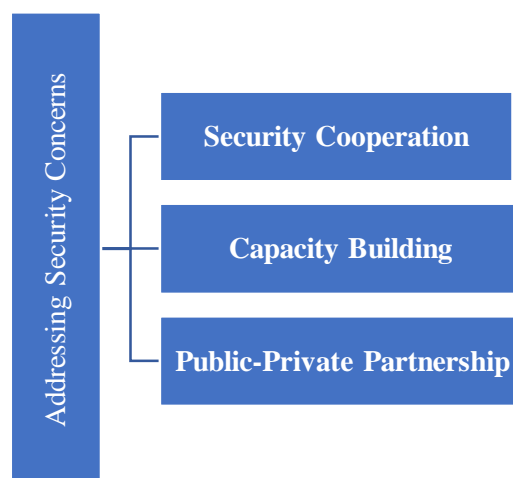 Addressing Security Concerns
Security Cooperation
Capacity Building
Public-Private Partnership